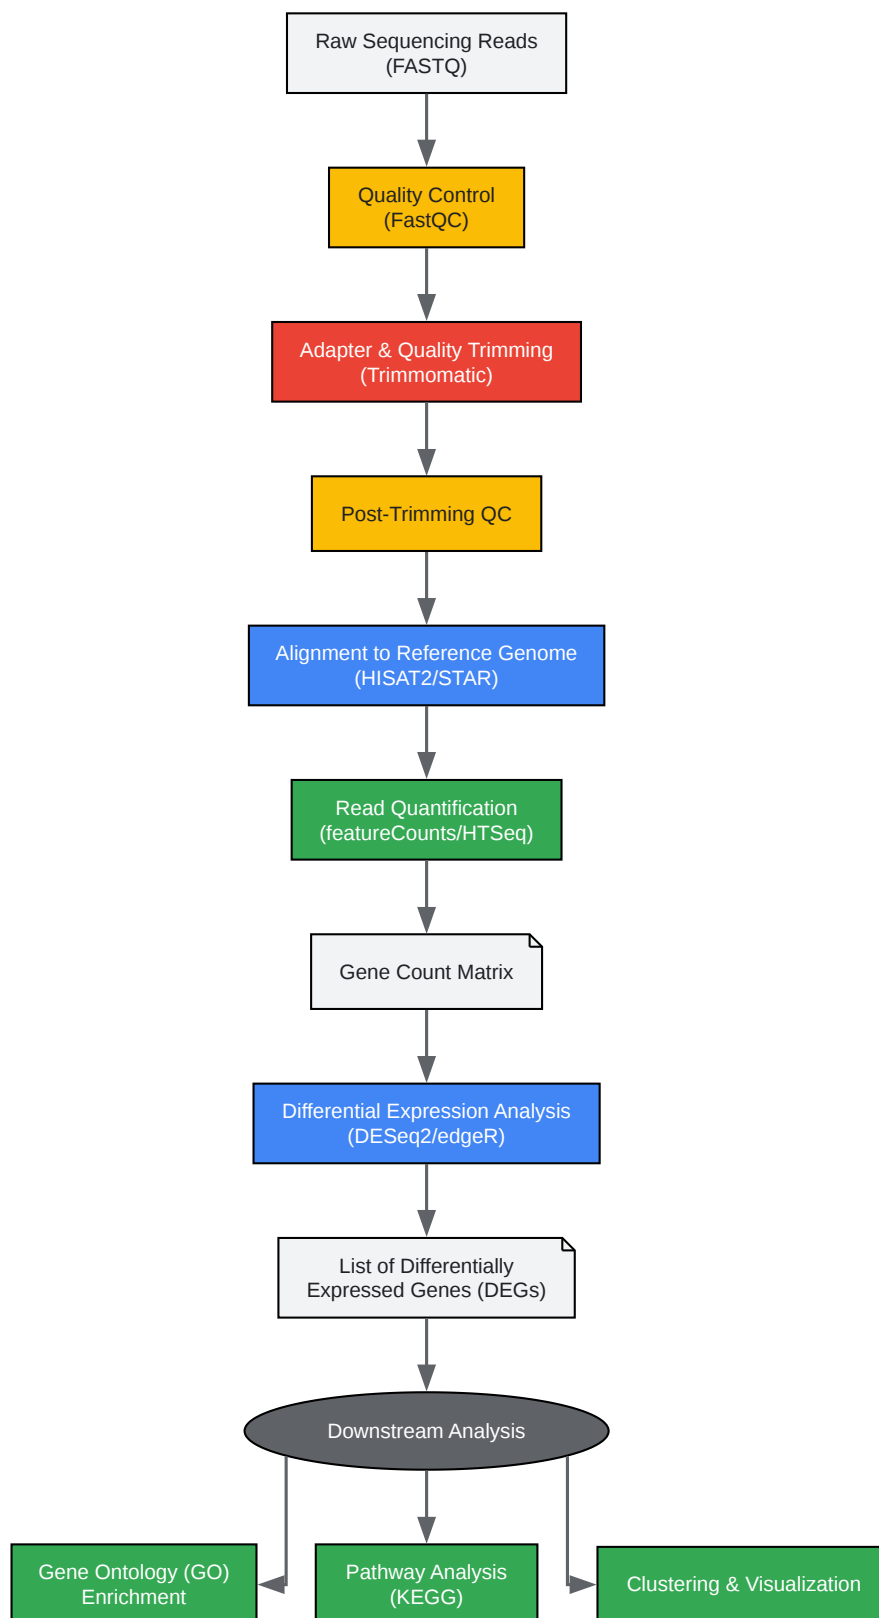 Raw Sequencing Reads
(FASTQ)
Quality Control
(FastQC)
Adapter & Quality Trimming
(Trimmomatic)
Post-Trimming QC
Alignment to Reference Genome
(HISAT2/STAR)
Read Quantification
(featureCounts/HTSeq)
Gene Count Matrix
Differential Expression Analysis
(DESeq2/edgeR)
List of Differentially
Expressed Genes (DEGs)
Downstream Analysis
Gene Ontology (GO)
Enrichment
Pathway Analysis
(KEGG)
Clustering & Visualization